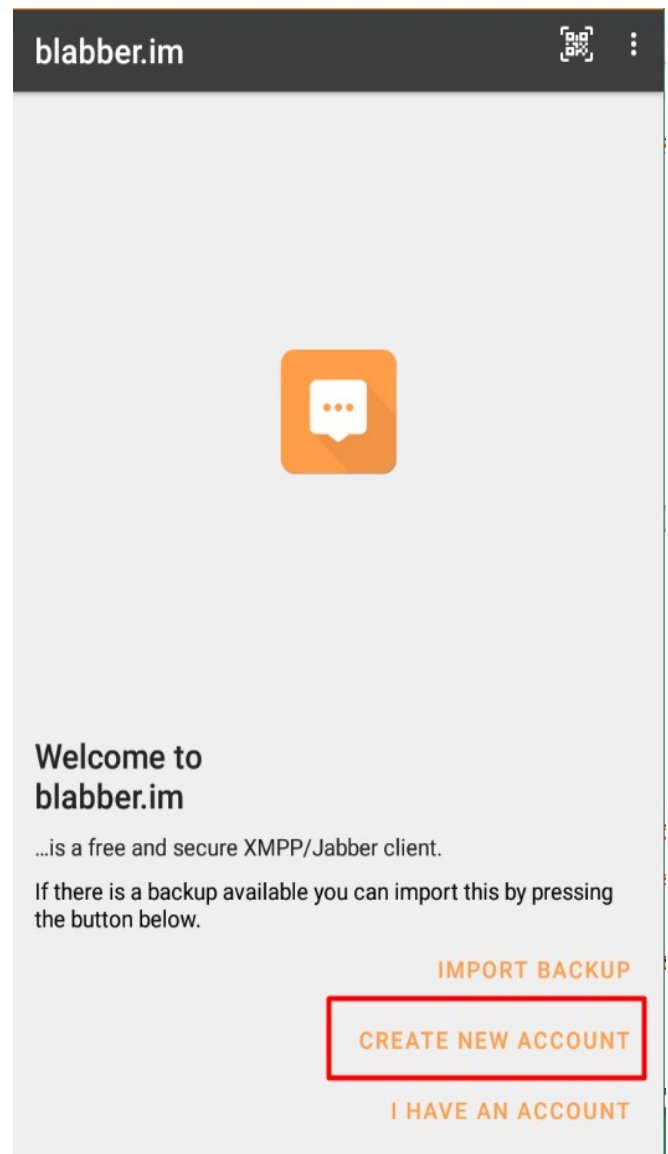 blabber.im
Welcome to
blabber.im
...is a free and secure XMPP/Jabber client.
If there is a backup available you can import this by pressing
the button below.
IMPORT BACKUP
CREATE NEW ACCOUNT
I HAVE AN ACCOUNT